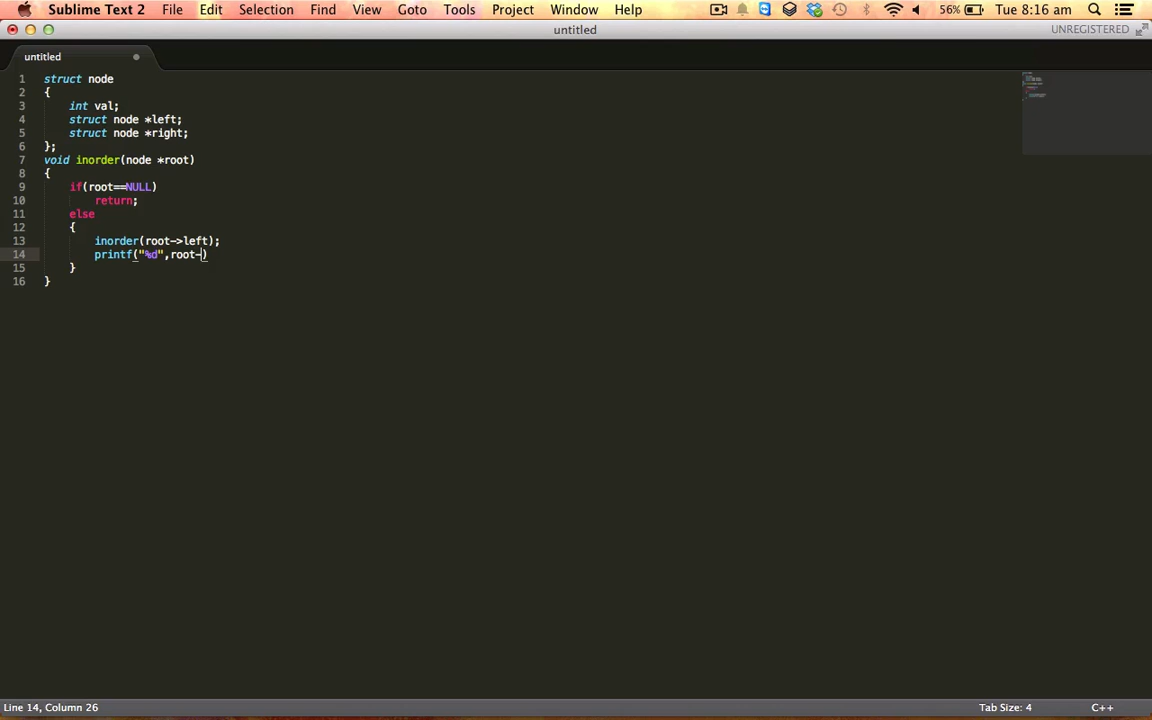 Sublime Text 2 File Edit Selection Find View Goto Tools Project Window Help 56% Tue 8:16 am
untitled UNREGISTERED
untitled
1 struct node
2 {
3 int val;
4 struct node *left;
5 struct node *right;
6 };
7 void inorder(node *root)
8 {
9 if(root==NULL)
10 return;
11 else
12 {
13 inorder(root->left);
14 printf("%d",root-)
15 }
16 }
Line 14, Column 26 Tab Size: 4 C++